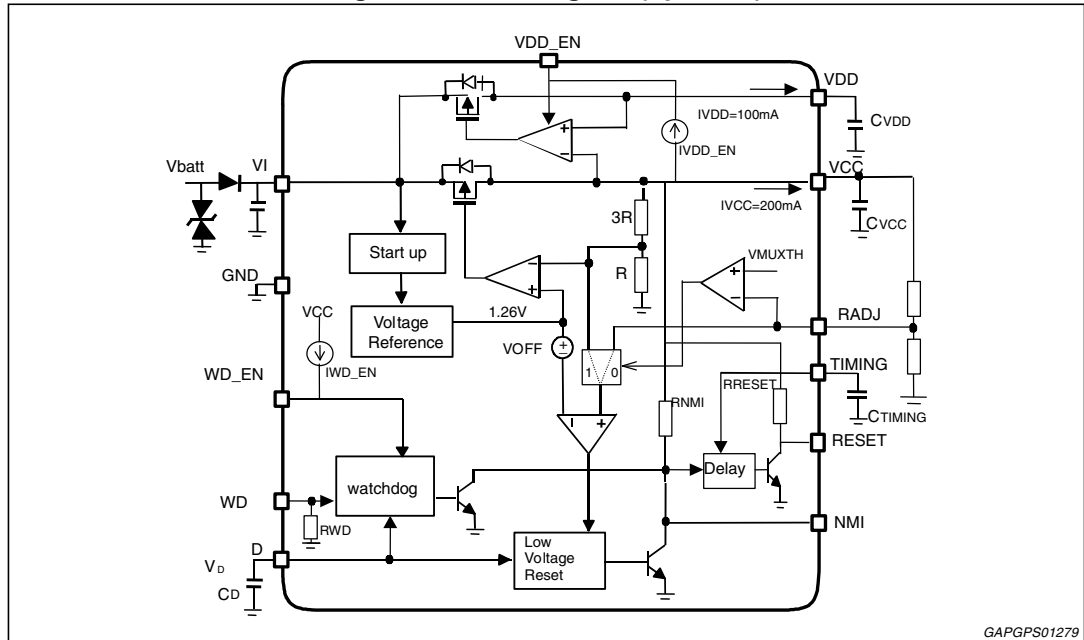 VDD_EN
VDD
IVDD=100mA
CVDD
IVDD_EN
Vbatt
VI
VCC
IVCC=200mA
CVCC
3R
Start up
R
VMUXTH
GND
1.26V
RADJ
VCC
Voltage
Reference
VOFF
1
0
TIMING
IWD_EN
WD_EN
RNMI
RRESET
CTIMING
RESET
watchdog
Delay
WD
RWD
NMI
D
Low
Voltage
Reset
VD
CD
GAPGPS01279